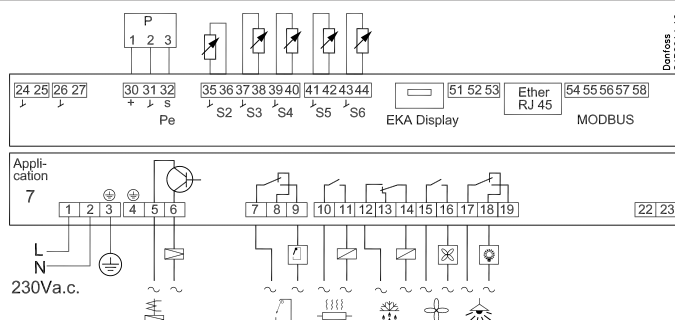 P
1 2 3
Danfoss
24 25 26 27 30 31 32 35 36 37 38 39 40 41 42 43 44 51 52 53 54 55 56 57 58
+ s S2 S3 S4 S5 S6
Pe
EKA Display
Ether
RJ 45
MODBUS
Appli-
cation
7
1 2 3 4 5 6 7 8 9 10 11 12 13 14 15 16 17 18 19 22 23
L
N
230Va.c.